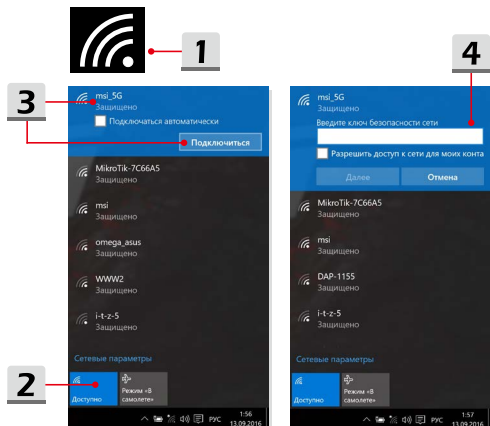 1
3
msi_5G
Защищено
Подключаться автоматически
Подключиться
MikroTik-7C66A5
Защищено
msi
Защищено
omega_asus
Защищено
WWW2
Защищено
i-t-z-5
Защищено
Сетевые параметры
2
Доступно
Режим «В
самолете»
РУС
1:56
13.09.2016
4
msi_5G
Защищено
Введите ключ безопасности сети
Разрешить доступ к сети для моих конта
Далее
Отмена
MikroTik-7C66A5
Защищено
msi
Защищено
DAP-1155
Защищено
i-t-z-5
Защищено
Сетевые параметры
Доступно
Режим «В
самолете»
РУС
1:57
13.09.2016